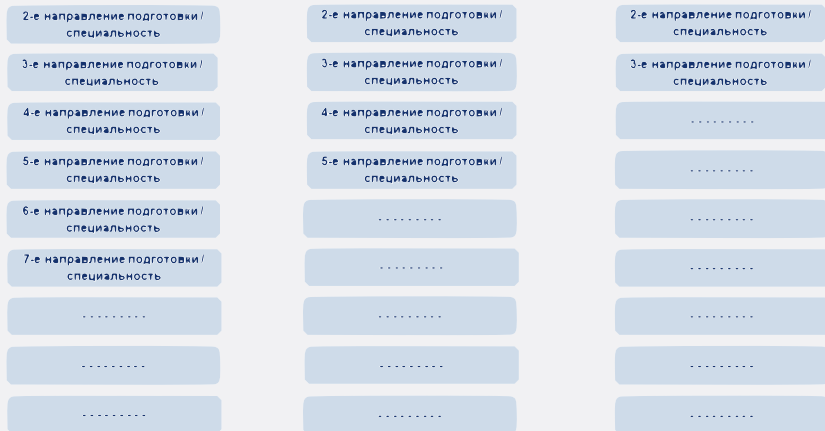 2-е направление подготовки /
специальность
3-е направление подготовки /
специальность
4-е направление подготовки /
специальность
5-е направление подготовки /
специальность
6-е направление подготовки /
специальность
7-е направление подготовки /
специальность
- - - - - - - - -
- - - - - - - - -
- - - - - - - - -
2-е направление подготовки /
специальность
3-е направление подготовки /
специальность
4-е направление подготовки /
специальность
5-е направление подготовки /
специальность
- - - - - - - - -
- - - - - - - - -
- - - - - - - - -
- - - - - - - - -
- - - - - - - - -
2-е направление подготовки /
специальность
3-е направление подготовки /
специальность
- - - - - - - - -
- - - - - - - - -
- - - - - - - - -
- - - - - - - - -
- - - - - - - - -
- - - - - - - - -
- - - - - - - - -